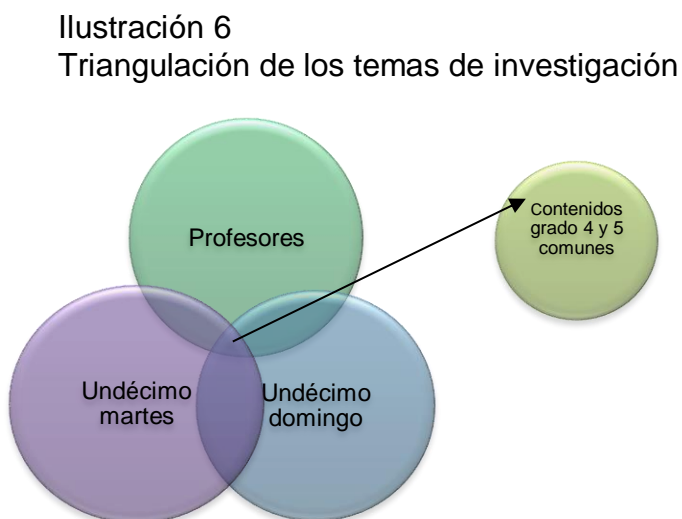 Ilustración 6
Triangulación de los temas de investigación
Profesores
Contenidos
grado 4 y 5
comunes
Undécimo
martes
Undécimo
domingo